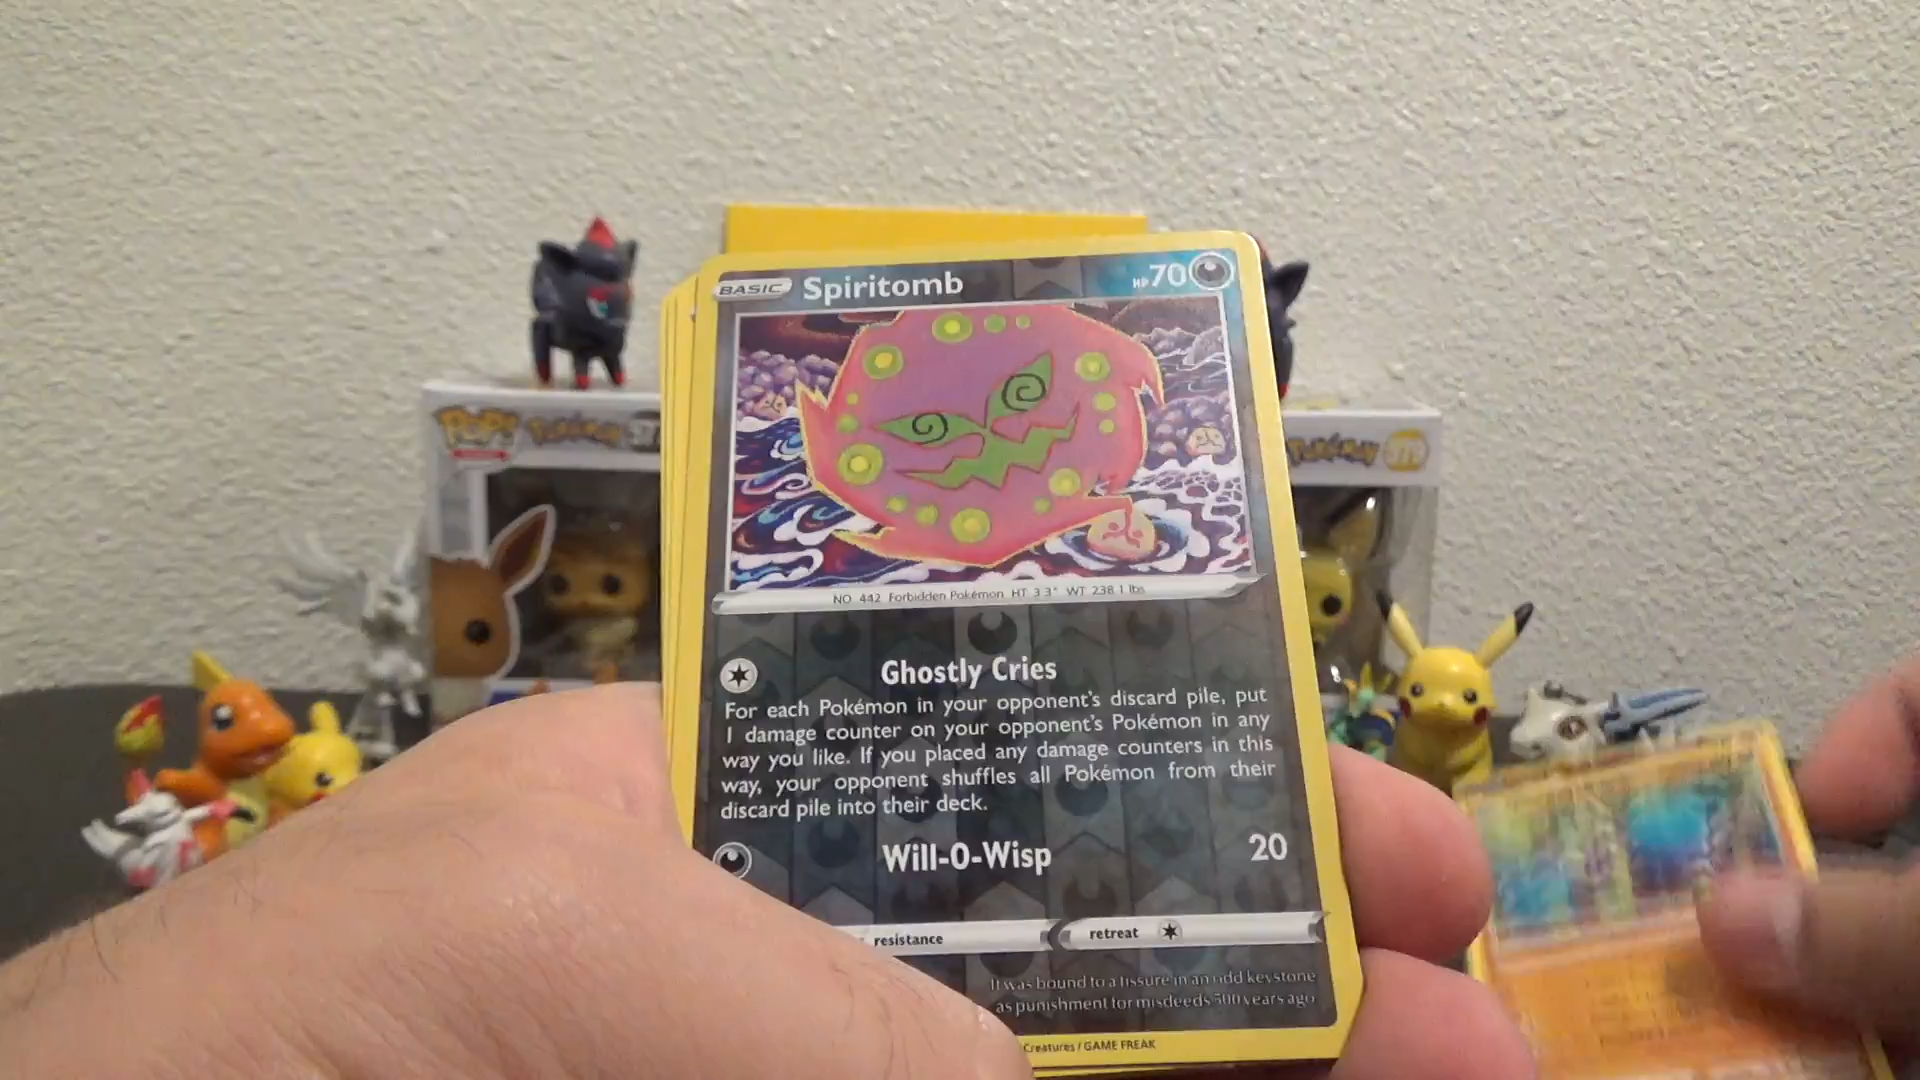 BASIC Spiritomb HP 70
POP! Pokémon
Pokémon
NO. 442 Forbidden Pokémon HT 3'3" WT 238.1 lbs
Ghostly Cries
For each Pokémon in your opponent's discard pile, put
1 damage counter on your opponent's Pokémon in any
way you like. If you placed any damage counters in this
way, your opponent shuffles all Pokémon from their
discard pile into their deck.
Will-O-Wisp 20
resistance retreat
It was bound to a fissure in an odd keystone
as punishment for misdeeds 500 years ago.
Creatures / GAME FREAK